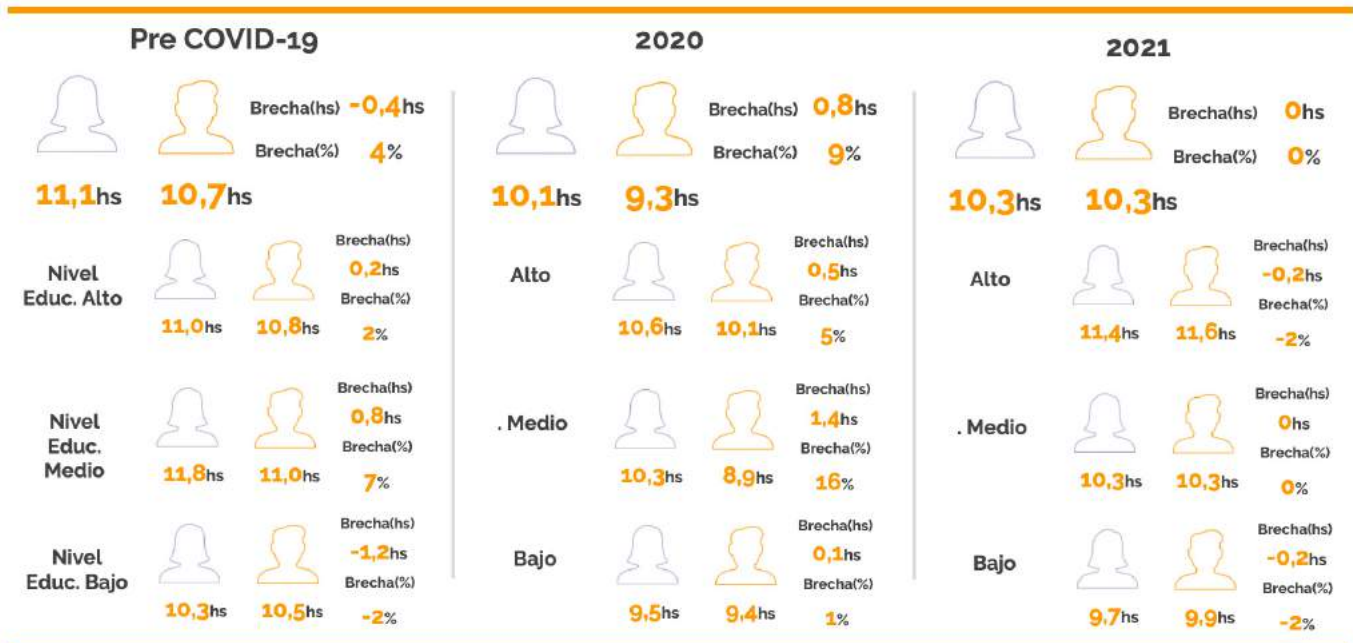 Pre COVID-19
Brecha(hs) -0,4hs
Brecha(%) 4%
11,1hs 10,7hs
Nivel
Educ. Alto
Brecha(hs)
0,2hs
Brecha(%)
11,0hs 10,8hs 2%
Nivel
Educ.
Medio
Brecha(hs)
0,8hs
Brecha(%)
11,8hs 11,0hs 7%
Nivel
Educ. Bajo
Brecha(hs)
-1,2hs
Brecha(%)
10,3hs 10,5hs -2%
2020
Brecha(hs) 0,8hs
Brecha(%) 9%
10,1hs 9,3hs
Alto
Brecha(hs)
0,5hs
Brecha(%)
10,6hs 10,1hs 5%
. Medio
Brecha(hs)
1,4hs
Brecha(%)
10,3hs 8,9hs 16%
Bajo
Brecha(hs)
0,1hs
Brecha(%)
9,5hs 9,4hs 1%
2021
Brecha(hs) 0hs
Brecha(%) 0%
10,3hs 10,3hs
Alto
Brecha(hs)
-0,2hs
Brecha(%)
11,4hs 11,6hs -2%
. Medio
Brecha(hs)
0hs
Brecha(%)
10,3hs 10,3hs 0%
Bajo
Brecha(hs)
-0,2hs
Brecha(%)
9,7hs 9,9hs -2%